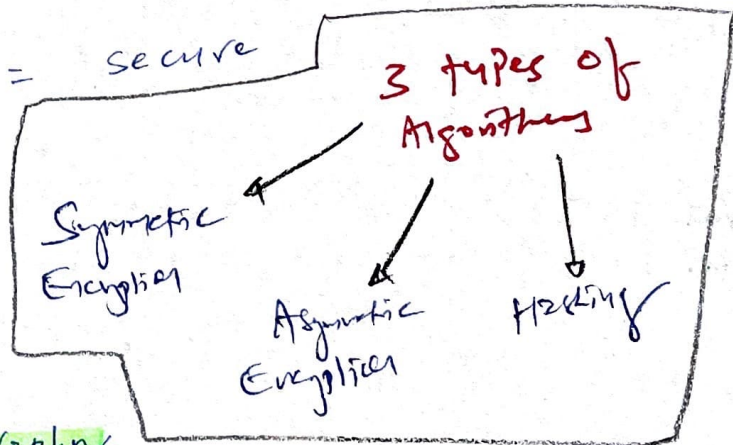 = secure
3 types of
Algorithms
Symmetric
Encryption
Asymmetric
Encryption
Hashing